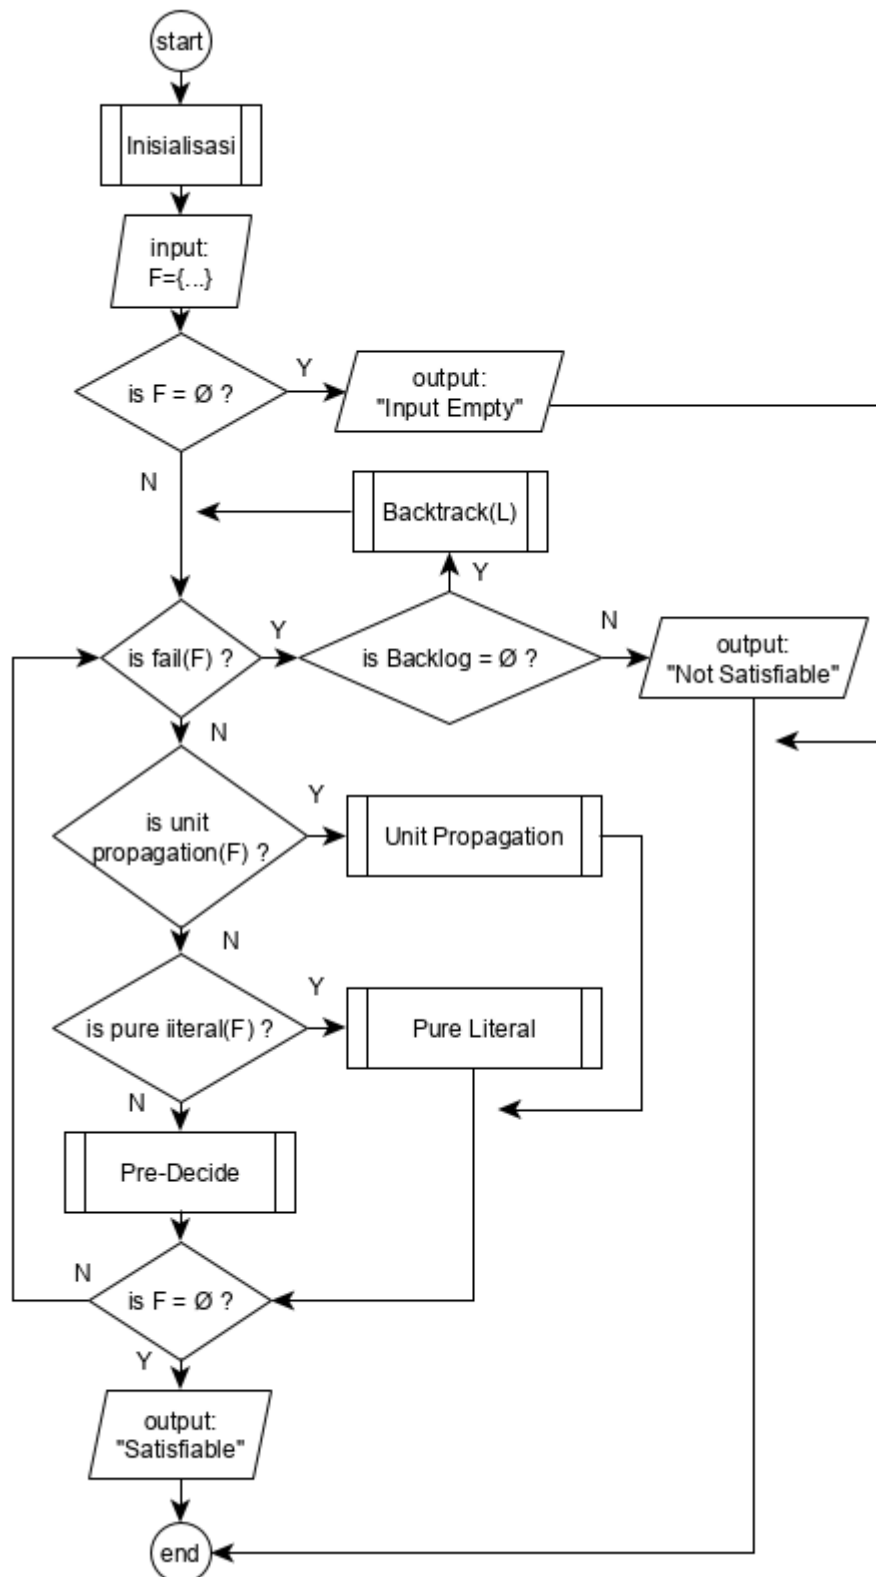 start
Inisialisasi
input:
F={...}
is F = Ø ?
Y
output:
"Input Empty"
N
Backtrack(L)
Y
is fail(F) ?
Y
is Backlog = Ø ?
N
output:
"Not Satisfiable"
N
is unit
propagation(F) ?
Y
Unit Propagation
N
is pure iiteral(F) ?
Y
Pure Literal
N
Pre-Decide
N
is F = Ø ?
Y
output:
"Satisfiable"
end